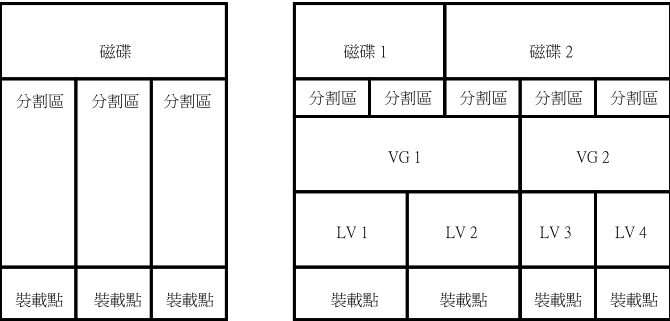 磁碟
分割區 分割區 分割區
裝載點 裝載點 裝載點
磁碟 1 磁碟 2
分割區 分割區 分割區 分割區 分割區
VG 1 VG 2
LV 1 LV 2 LV 3 LV 4
裝載點 裝載點 裝載點 裝載點